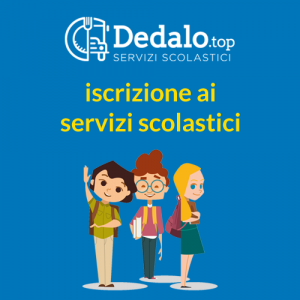 Dedalo.top
SERVIZI SCOLASTICI
iscrizione ai
servizi scolastici